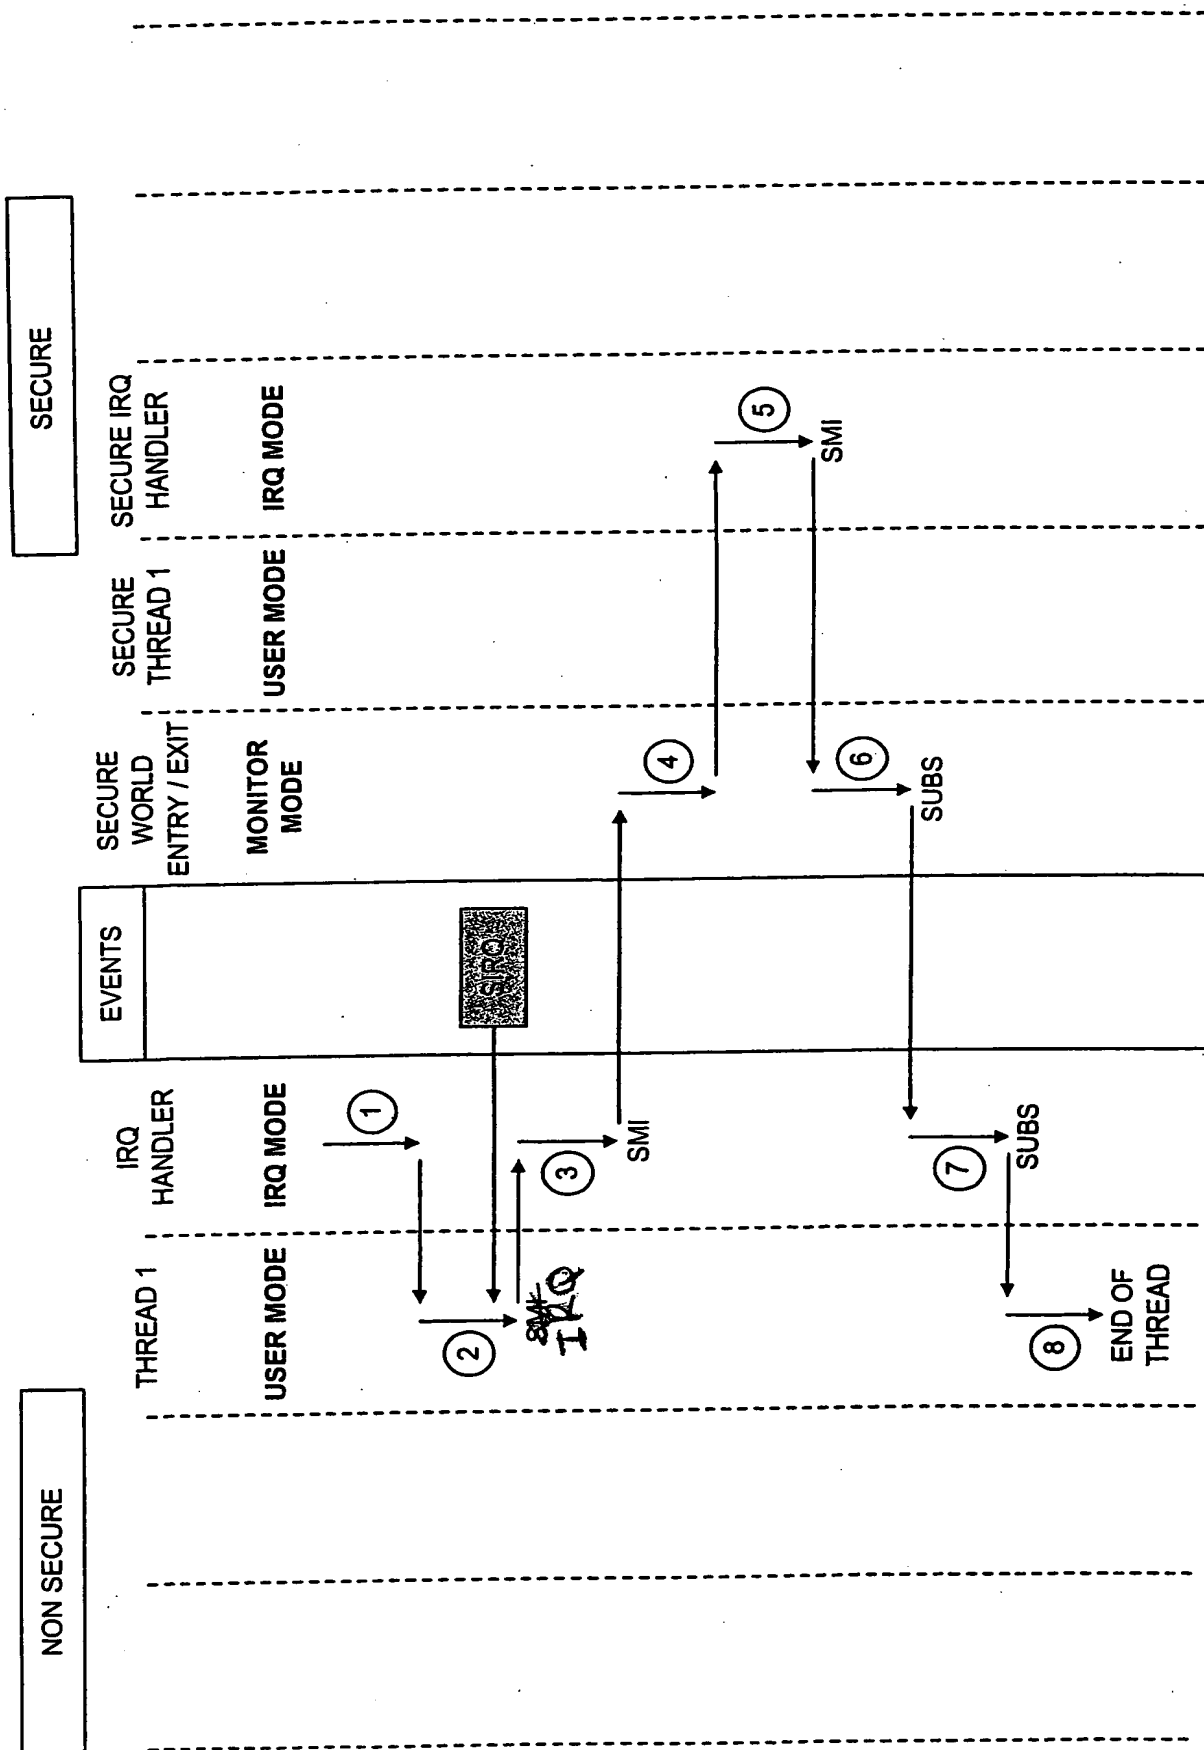 NON SECURE
SECURE
THREAD 1
USER MODE
IRQ
HANDLER
IRQ MODE
EVENTS
SECURE
WORLD
ENTRY / EXIT
MONITOR
MODE
SECURE
THREAD 1
USER MODE
SECURE IRQ
HANDLER
IRQ MODE
1
2
SIRQ
IRQ
3
SMI
4
5
SMI
6
SUBS
7
SUBS
8
END OF
THREAD